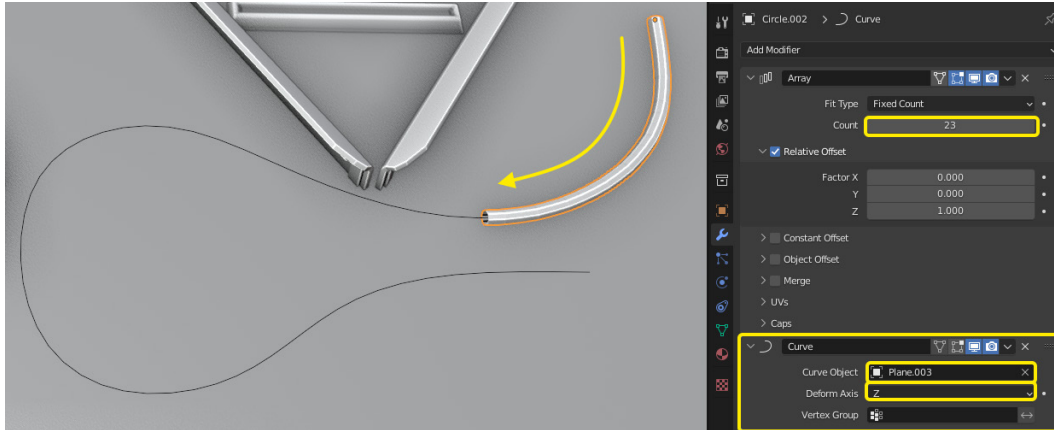 Circle.002 > Curve
Add Modifier
Array
Fit Type Fixed Count
Count 23
Relative Offset
Factor X 0.000
Y 0.000
Z 1.000
Constant Offset
Object Offset
Merge
UVs
Caps
Curve
Curve Object Plane.003
Deform Axis Z
Vertex Group